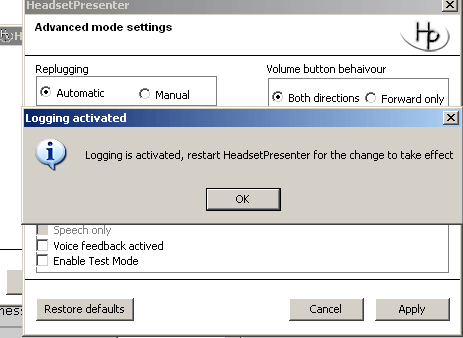 HeadsetPresenter
Advanced mode settings
Hp
Replugging
Volume button behaivour
Automatic
Manual
Both directions
Forward only
Logging activated
Logging is activated, restart HeadsetPresenter for the change to take effect
OK
Speech only
Voice feedback actived
Enable Test Mode
Restore defaults
Cancel
Apply